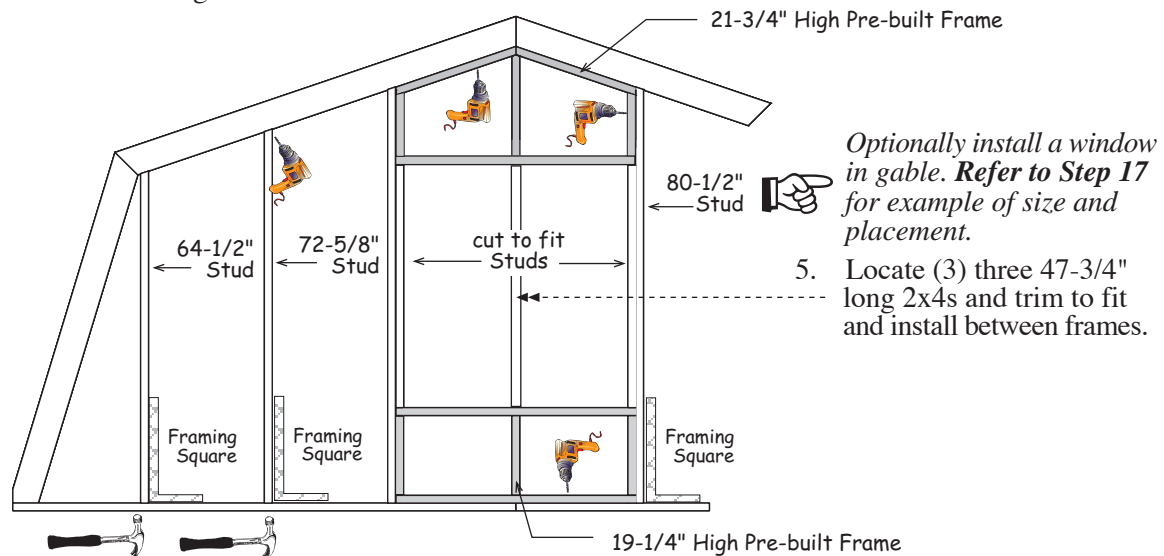 21-3/4" High Pre-built Frame
Optionally install a window
in gable. Refer to Step 17
for example of size and
placement.
80-1/2"
Stud
64-1/2"
Stud
72-5/8"
Stud
cut to fit
Studs
5. Locate (3) three 47-3/4"
long 2x4s and trim to fit
and install between frames.
Framing
Square
Framing
Square
Framing
Square
19-1/4" High Pre-built Frame